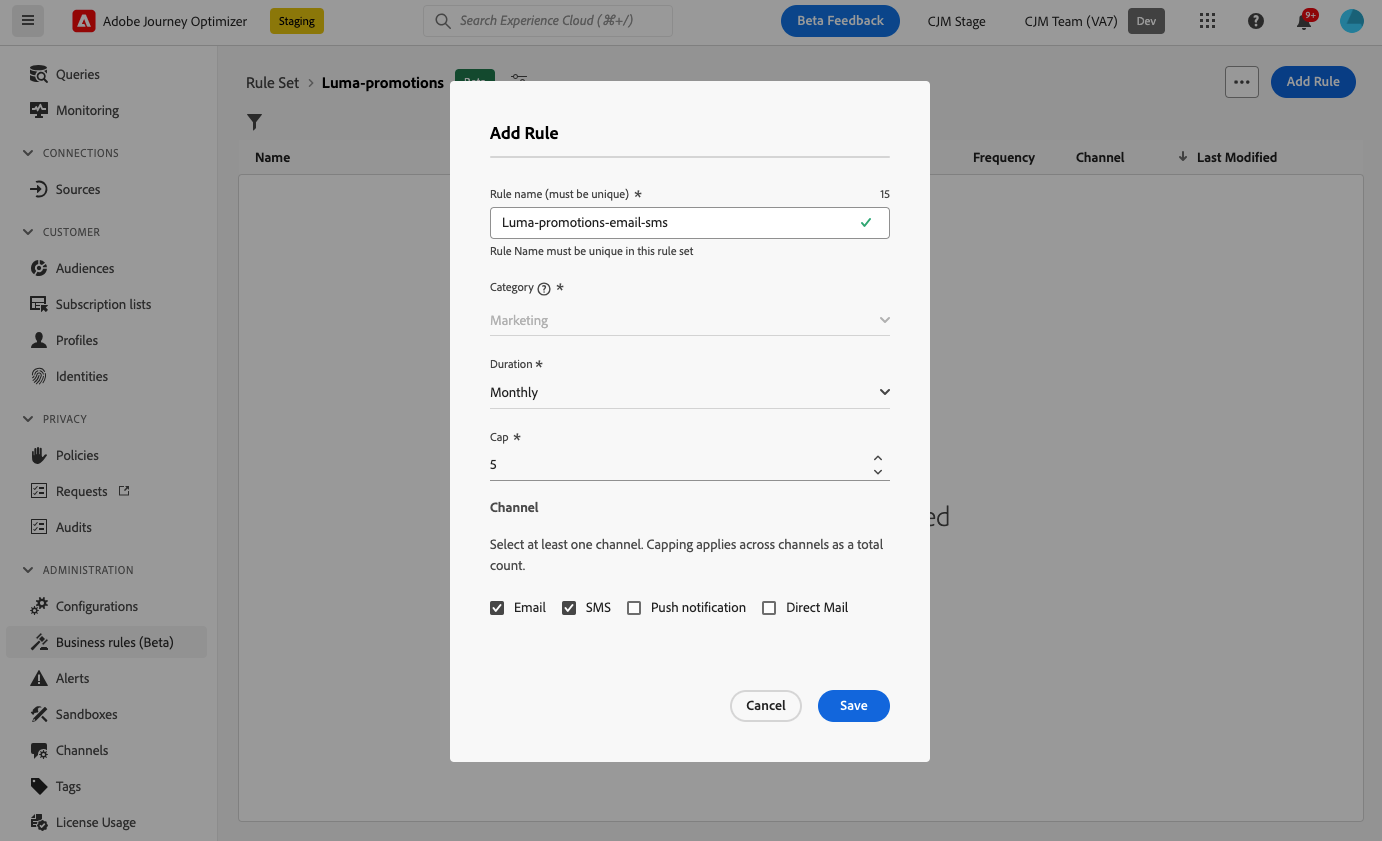 Adobe Journey Optimizer
Staging
Search Experience Cloud (⌘+/)
Beta Feedback
CJM Stage
CJM Team (VA7)
Dev
?
9+
Queries
Monitoring
CONNECTIONS
Sources
CUSTOMER
Audiences
Subscription lists
Profiles
Identities
PRIVACY
Policies
Requests
Audits
ADMINISTRATION
Configurations
Business rules (Beta)
Alerts
Sandboxes
Channels
Tags
License Usage
Rule Set > Luma-promotions
Add Rule
Name
Frequency
Channel
Last Modified
ed
Add Rule
Rule name (must be unique) *
15
Luma-promotions-email-sms
Rule Name must be unique in this rule set
Category ? *
Marketing
Duration *
Monthly
Cap *
5
Channel
Select at least one channel. Capping applies across channels as a total
count.
Email
SMS
Push notification
Direct Mail
Cancel
Save